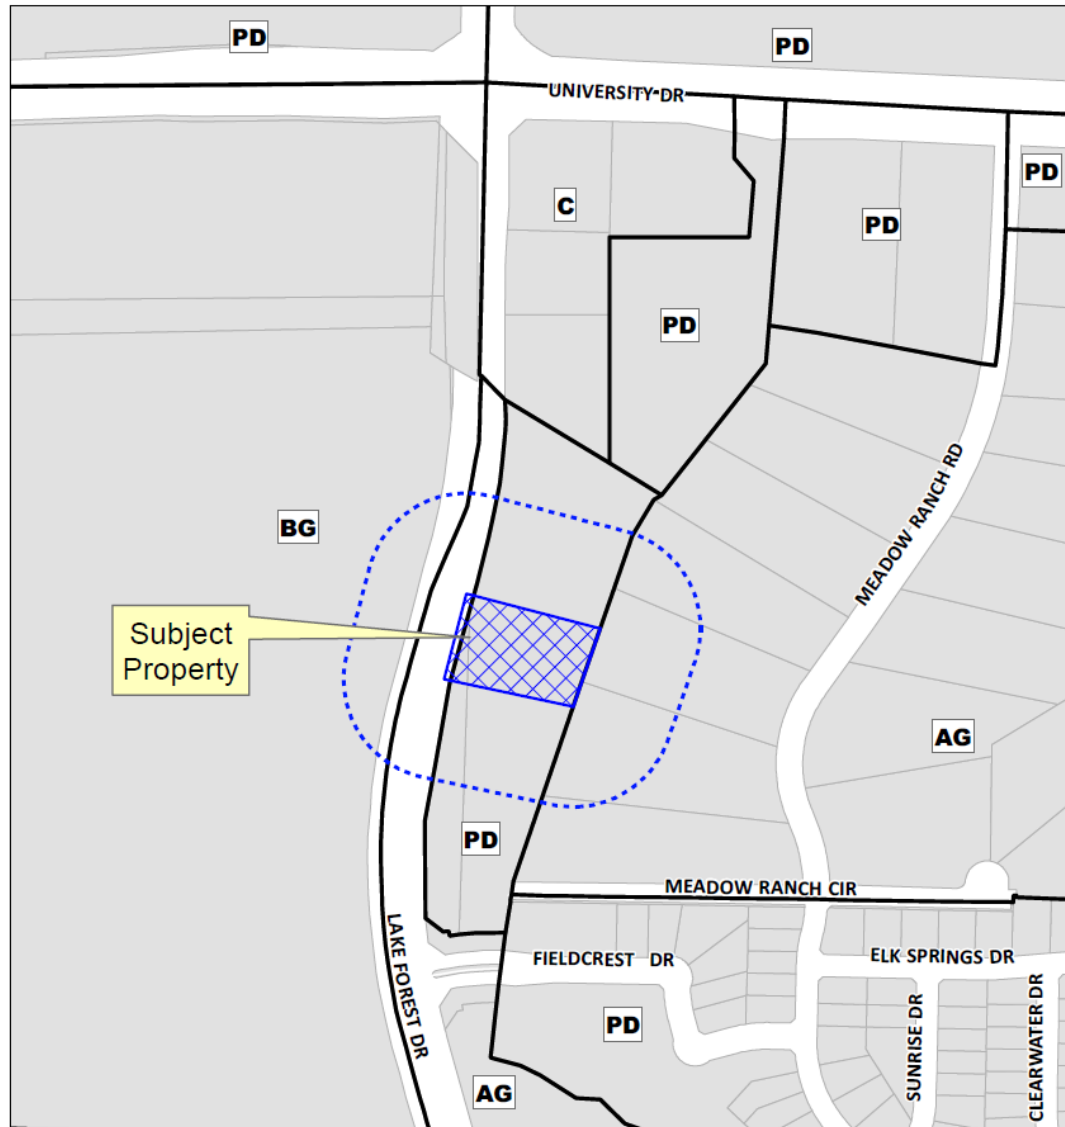 PD
PD
UNIVERSITY DR
PD
C
PD
PD
MEADOW RANCH RD
BG
Subject
Property
AG
PD
MEADOW RANCH CIR
LAKE FOREST DR
FIELDCREST DR
ELK SPRINGS DR
PD
SUNRISE DR
CLEARWATER DR
AG